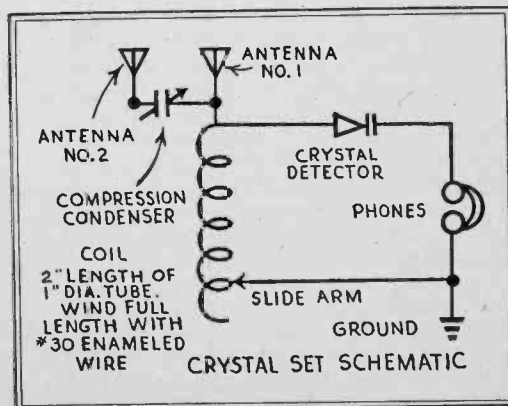 ANTENNA
NO.1
ANTENNA
NO.2
COMPRESSION
CONDENSER
CRYSTAL
DETECTOR
PHONES
COIL
2" LENGTH OF
1" DIA. TUBE.
WIND FULL
LENGTH WITH
#30 ENAMELED
WIRE
SLIDE ARM
GROUND
CRYSTAL SET SCHEMATIC